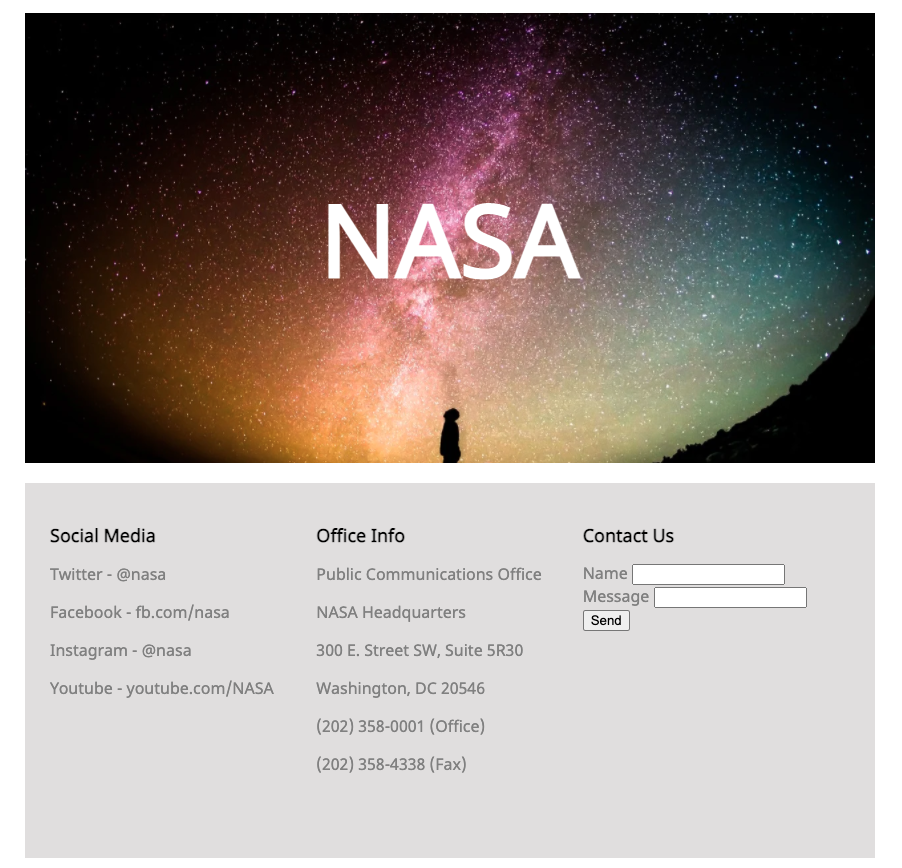 NASA
Social Media
Twitter - @nasa
Facebook - fb.com/nasa
Instagram - @nasa
Youtube - youtube.com/NASA
Office Info
Public Communications Office
NASA Headquarters
300 E. Street SW, Suite 5R30
Washington, DC 20546
(202) 358-0001 (Office)
(202) 358-4338 (Fax)
Contact Us
Name
Message
Send